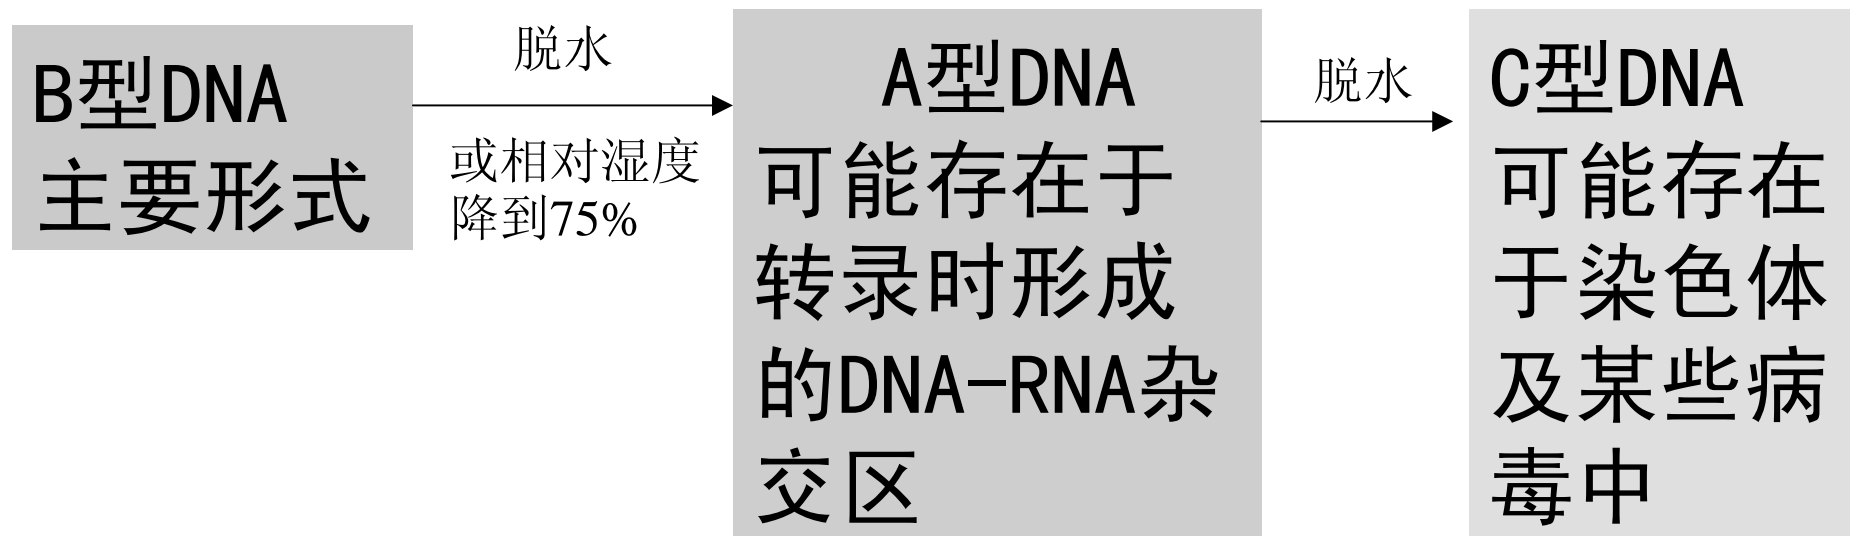 B型DNA
主要形式
脱水
或相对湿度
降到75%
A型DNA
可能存在于
转录时形成
的DNA-RNA杂
交区
脱水
C型DNA
可能存在
于染色体
及某些病
毒中